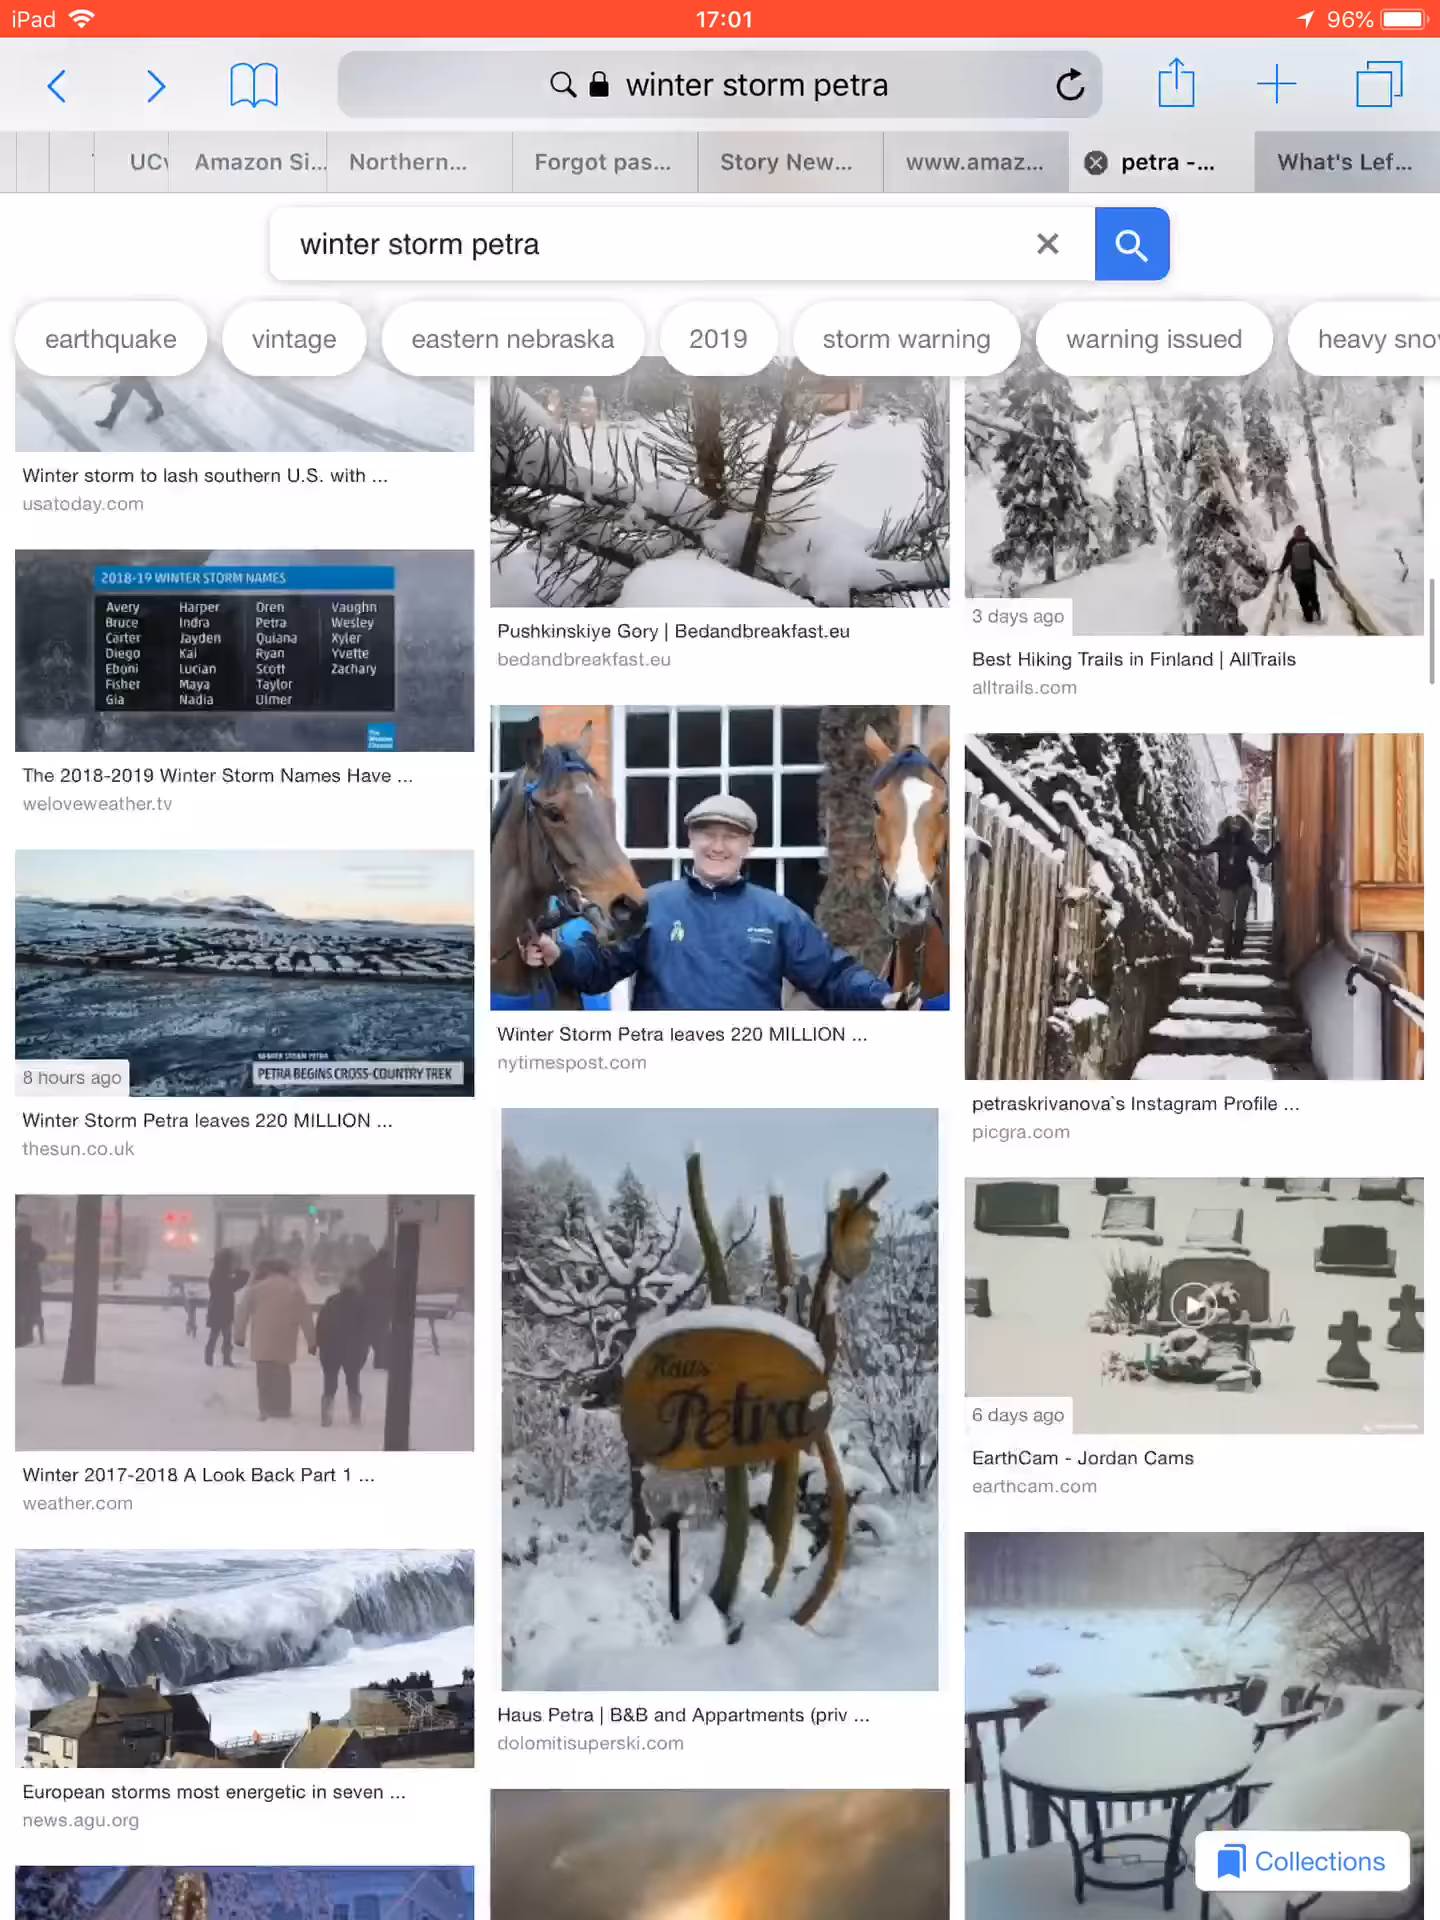 iPad
17:01
96%
winter storm petra
UCv
Amazon Si...
Northern...
Forgot pas...
Story New...
www.amaz...
petra -...
What's Lef...
winter storm petra
earthquake
vintage
eastern nebraska
2019
storm warning
warning issued
heavy snov
Winter storm to lash southern U.S. with ...
usatoday.com
2018-19 WINTER STORM NAMES
Avery Harper Oren Vaughn
Bruce Indra Petra Wesley
Carter Jayden Quiana Xyler
Diego Kai Ryan Yvette
Eboni Lucian Scott Zachary
Fisher Maya Taylor
Gia Nadia Ulmer
The 2018-2019 Winter Storm Names Have ...
weloveweather.tv
WINTER STORM PETRA
PETRA BEGINS CROSS-COUNTRY TREK
8 hours ago
Winter Storm Petra leaves 220 MILLION ...
thesun.co.uk
Winter 2017-2018 A Look Back Part 1 ...
weather.com
European storms most energetic in seven ...
news.agu.org
Pushkinskiye Gory | Bedandbreakfast.eu
bedandbreakfast.eu
Winter Storm Petra leaves 220 MILLION ...
nytimespost.com
Haus
Petra
Haus Petra | B&B and Appartments (priv ...
dolomitisuperski.com
3 days ago
Best Hiking Trails in Finland | AllTrails
alltrails.com
petraskrivanova`s Instagram Profile ...
picgra.com
6 days ago
EarthCam - Jordan Cams
earthcam.com
Collections